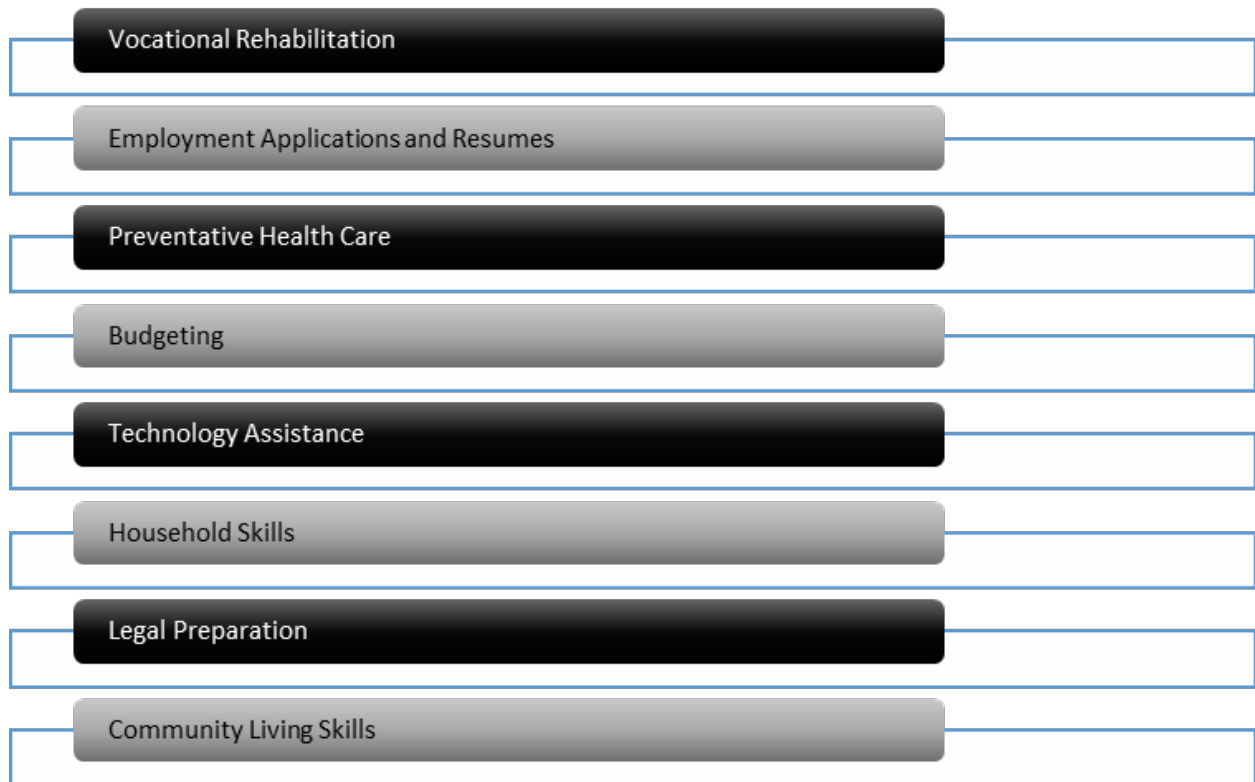 Vocational Rehabilitation
Employment Applications and Resumes
Preventative Health Care
Budgeting
Technology Assistance
Household Skills
Legal Preparation
Community Living Skills